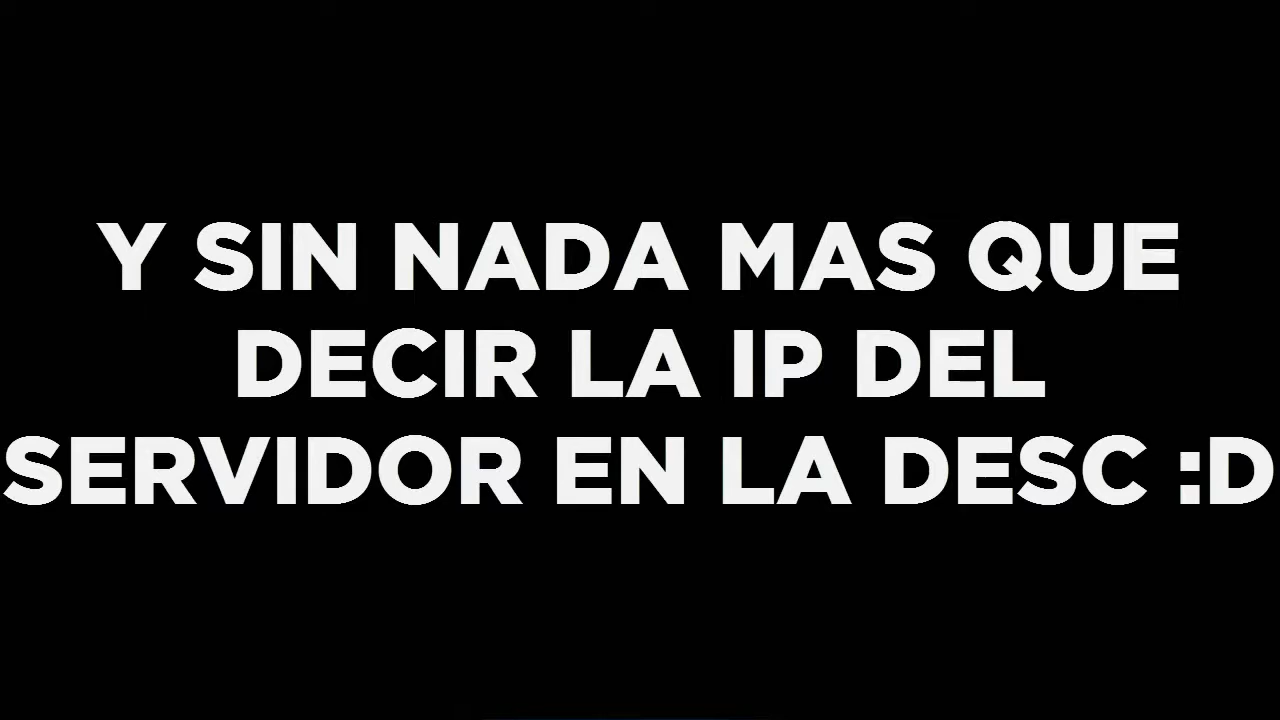 Y SIN NADA MAS QUE
DECIR LA IP DEL
SERVIDOR EN LA DESC :D